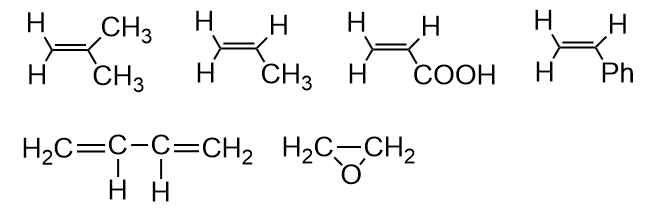 H CH₃ H H H H H H
H CH₃ H CH₃ H COOH H Ph
H₂C=C–C=CH₂ H₂C–CH₂
H H O